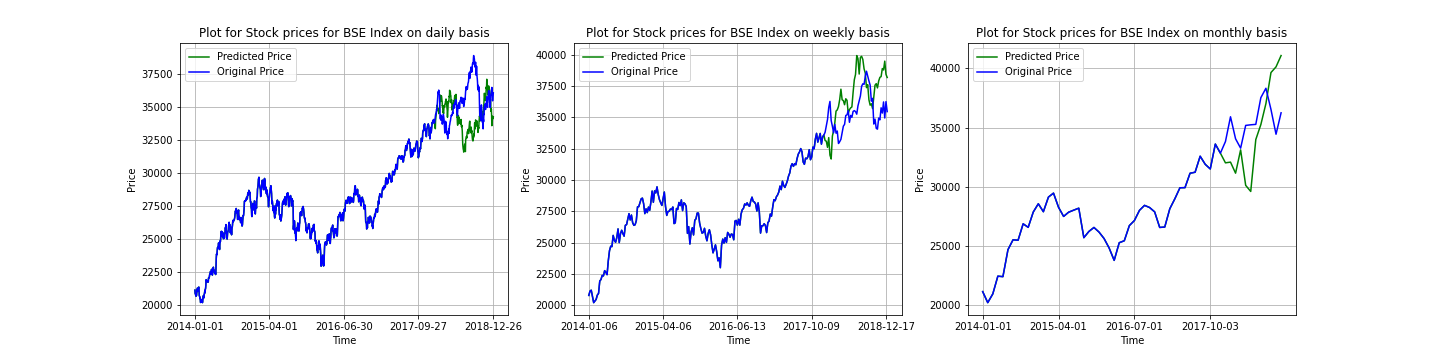 Plot for Stock prices for BSE Index on daily basis
Predicted Price
Original Price
37500
35000
32500
30000
27500
25000
22500
20000
Price
2014-01-01 2015-04-01 2016-06-30 2017-09-27 2018-12-26
Time
Plot for Stock prices for BSE Index on weekly basis
Predicted Price
Original Price
40000
37500
35000
32500
30000
27500
25000
22500
20000
Price
2014-01-06 2015-04-06 2016-06-13 2017-10-09 2018-12-17
Time
Plot for Stock prices for BSE Index on monthly basis
Predicted Price
Original Price
40000
35000
30000
25000
20000
Price
2014-01-01 2015-04-01 2016-07-01 2017-10-03
Time